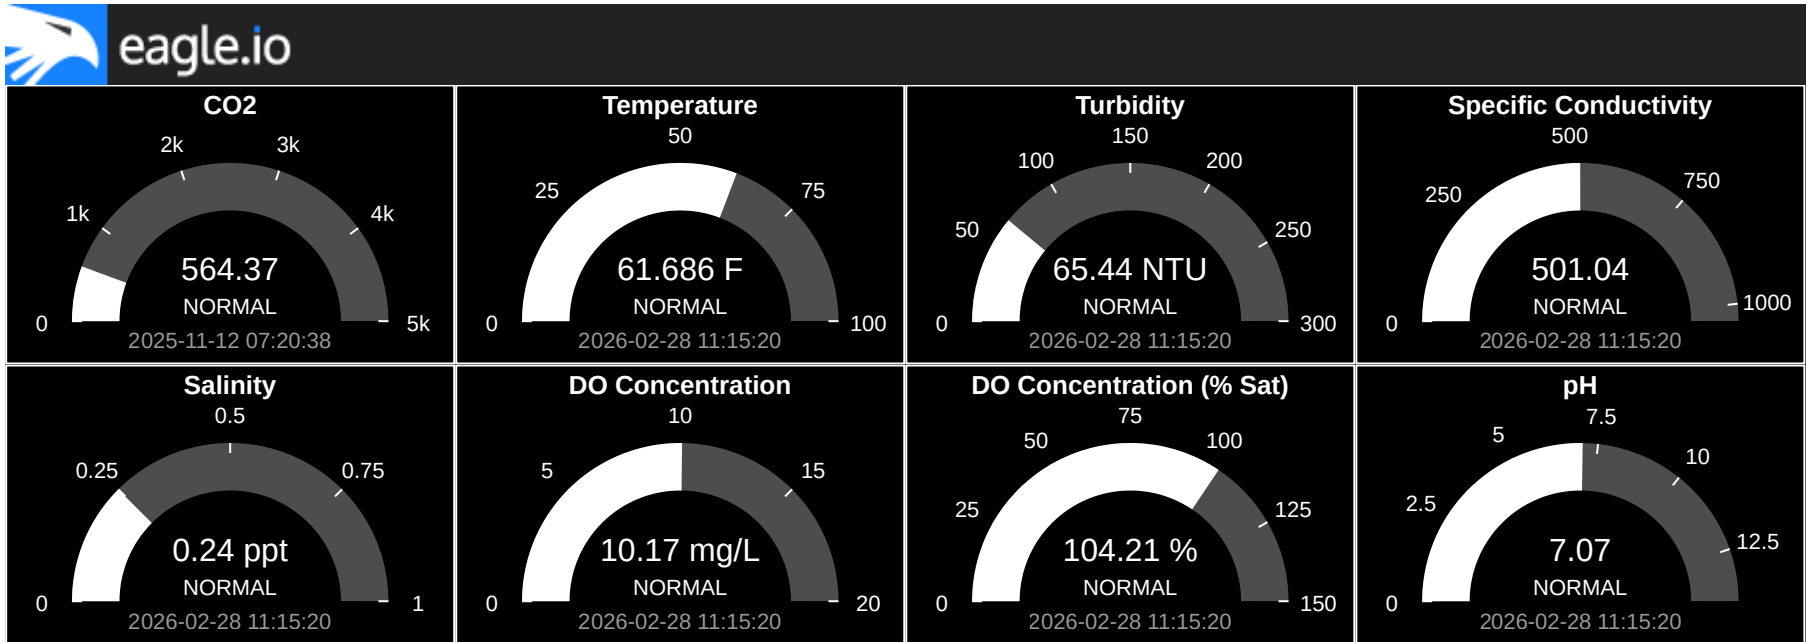 eagle.io
CO2
2k
3k
1k
4k
564.37
NORMAL
0
5k
2025-11-12 07:20:38
Temperature
50
25
75
61.686 F
NORMAL
0
100
2026-02-28 11:15:20
Turbidity
150
100
200
50
250
65.44 NTU
NORMAL
0
300
2026-02-28 11:15:20
Specific Conductivity
500
250
750
501.04
NORMAL
1000
0
2026-02-28 11:15:20
Salinity
0.5
0.25
0.75
0.24 ppt
NORMAL
0
1
2026-02-28 11:15:20
DO Concentration
10
5
15
10.17 mg/L
NORMAL
0
20
2026-02-28 11:15:20
DO Concentration (% Sat)
75
50
100
25
125
104.21 %
NORMAL
0
150
2026-02-28 11:15:20
pH
7.5
5
10
2.5
12.5
7.07
NORMAL
0
2026-02-28 11:15:20